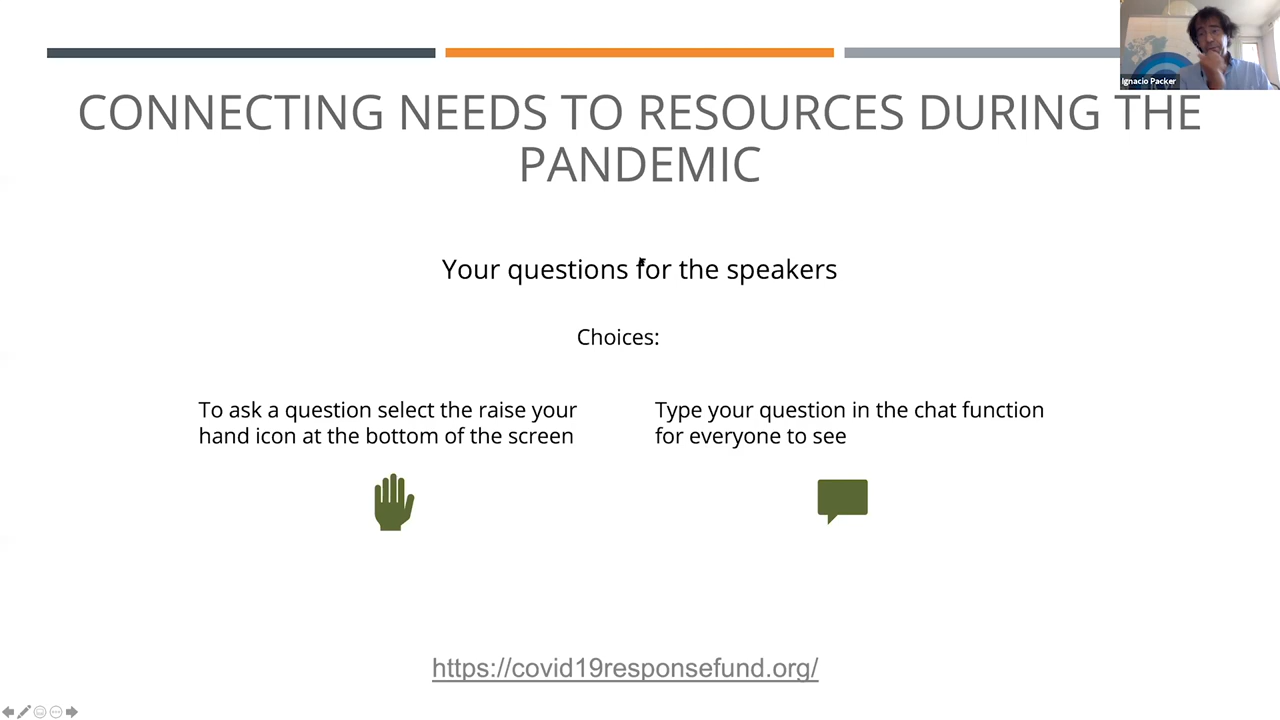 Ignacio Packer
CONNECTING NEEDS TO RESOURCES DURING THE
PANDEMIC
Your questions for the speakers
Choices:
To ask a question select the raise your
hand icon at the bottom of the screen
Type your question in the chat function
for everyone to see
https://covid19responsefund.org/